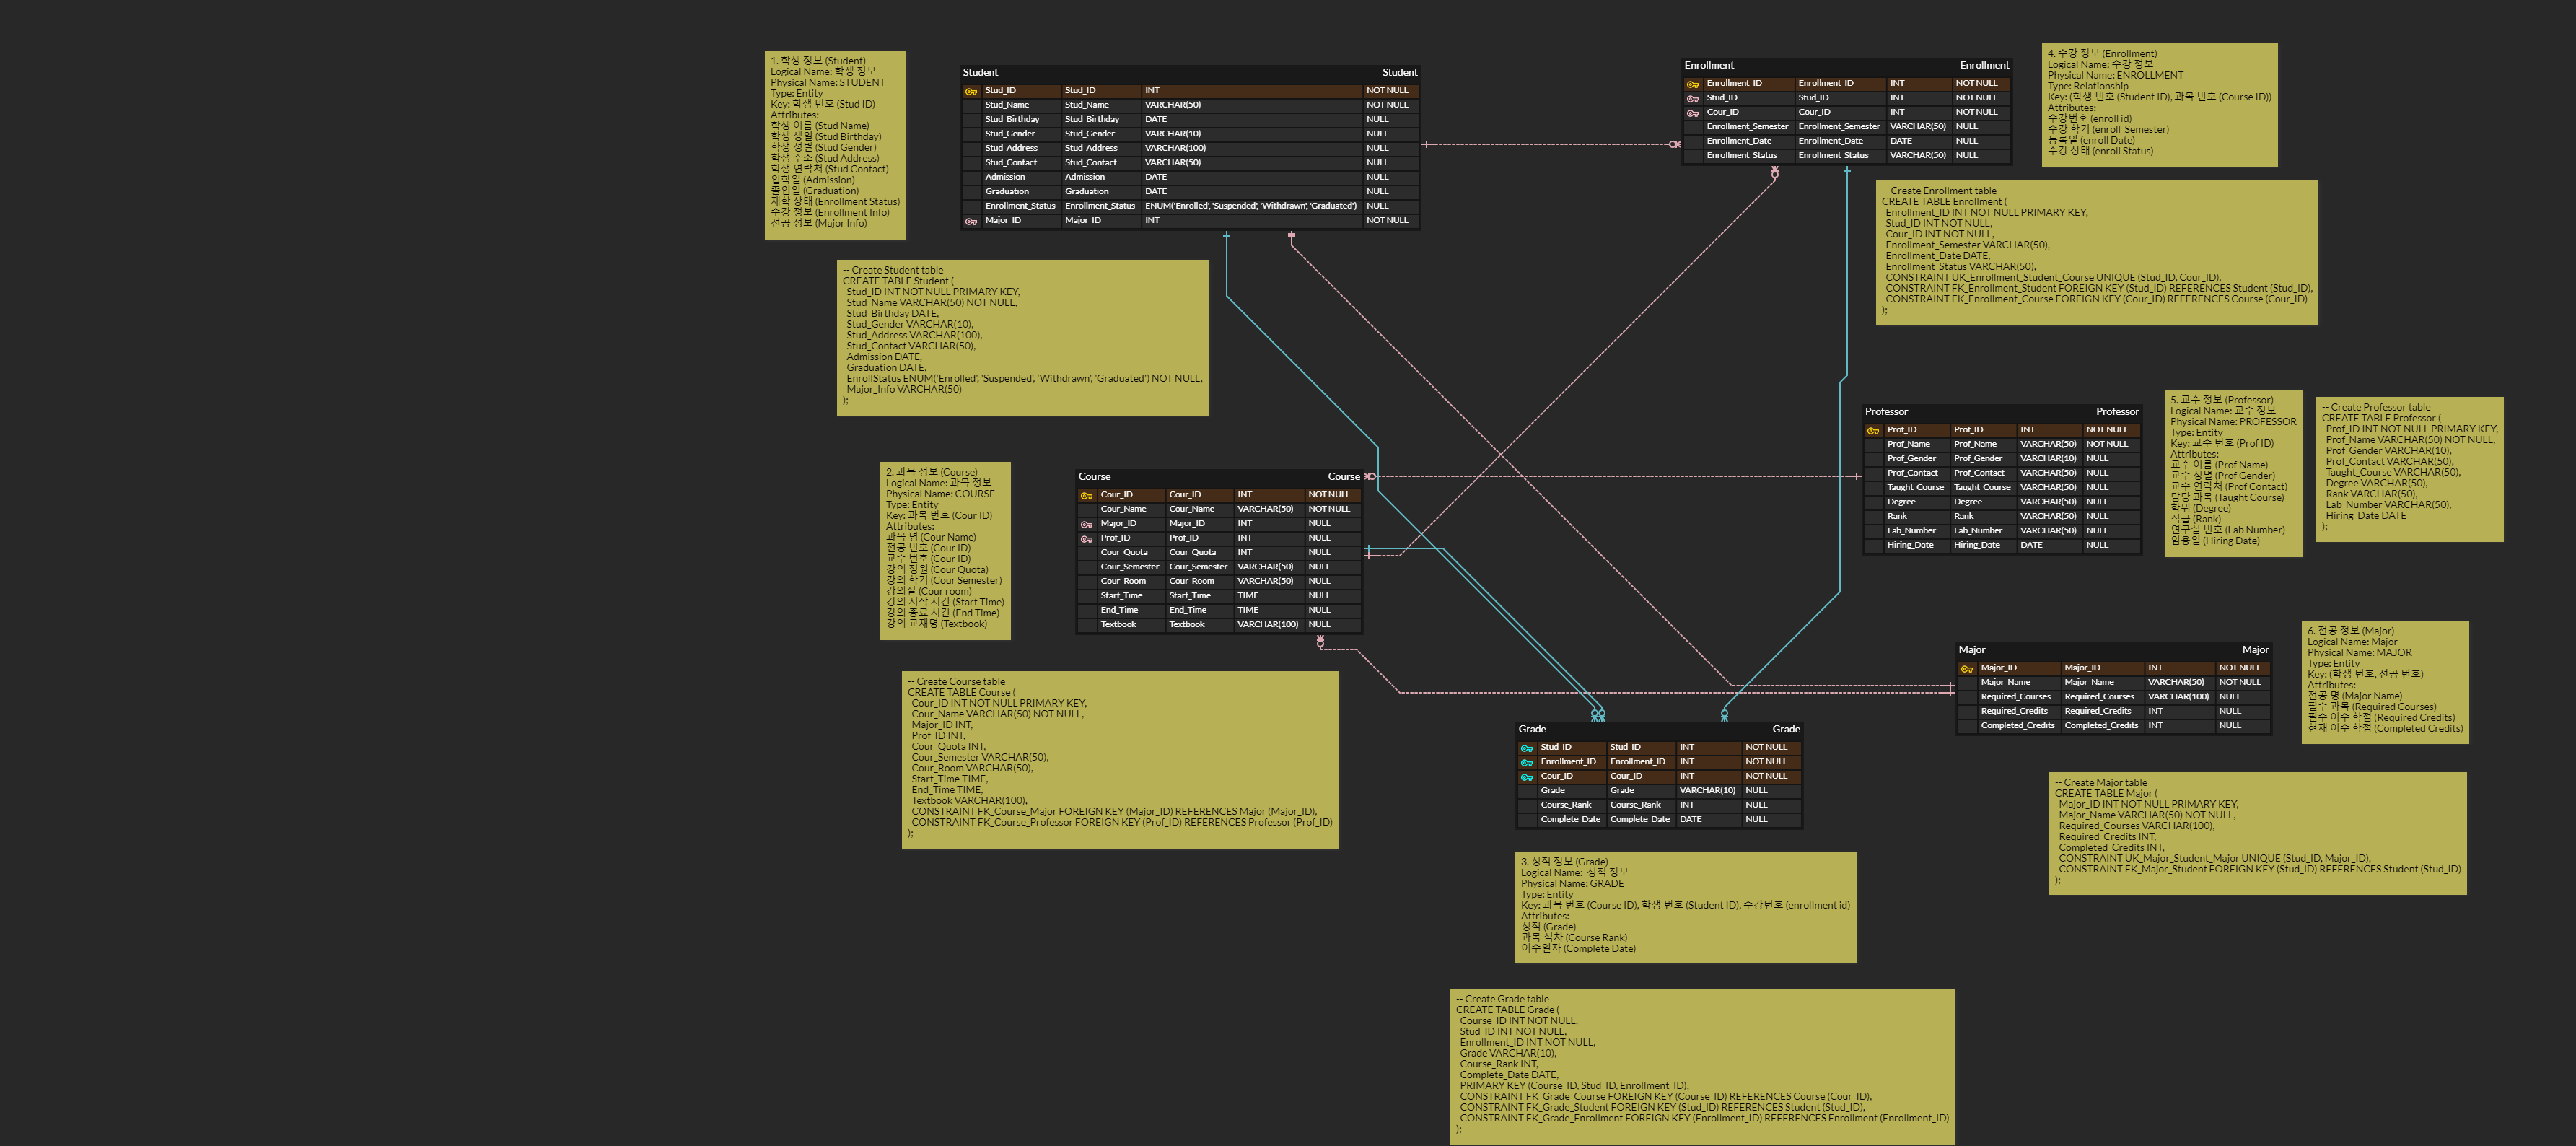 1. 학생 정보 (Student)
Logical Name: 학생 정보
Physical Name: STUDENT
Type: Entity
Key: 학생 번호 (Stud ID)
Attributes:
학생 이름 (Stud Name)
학생 생일 (Stud Birthday)
학생 성별 (Stud Gender)
학생 주소 (Stud Address)
학생 연락처 (Stud Contact)
입학일 (Admission)
졸업일 (Graduation)
재학 상태 (Enrollment Status)
수강 정보 (Enrollment Info)
전공 정보 (Major Info)
Student Student
Stud_ID Stud_ID INT NOT NULL
Stud_Name Stud_Name VARCHAR(50) NOT NULL
Stud_Birthday Stud_Birthday DATE NULL
Stud_Gender Stud_Gender VARCHAR(10) NULL
Stud_Address Stud_Address VARCHAR(100) NULL
Stud_Contact Stud_Contact VARCHAR(50) NULL
Admission Admission DATE NULL
Graduation Graduation DATE NULL
Enrollment_Status Enrollment_Status ENUM('Enrolled', 'Suspended', 'Withdrawn', 'Graduated') NULL
Major_ID Major_ID INT NOT NULL
Enrollment Enrollment
Enrollment_ID Enrollment_ID INT NOT NULL
Stud_ID Stud_ID INT NOT NULL
Cour_ID Cour_ID INT NOT NULL
Enrollment_Semester Enrollment_Semester VARCHAR(50) NULL
Enrollment_Date Enrollment_Date DATE NULL
Enrollment_Status Enrollment_Status VARCHAR(50) NULL
4. 수강 정보 (Enrollment)
Logical Name: 수강 정보
Physical Name: ENROLLMENT
Type: Relationship
Key: (학생 번호 (Student ID), 과목 번호 (Course ID))
Attributes:
수강번호 (enroll id)
수강 학기 (enroll  Semester)
등록일 (enroll Date)
수강 상태 (enroll Status)
-- Create Enrollment table
CREATE TABLE Enrollment (
Enrollment_ID INT NOT NULL PRIMARY KEY,
Stud_ID INT NOT NULL,
Cour_ID INT NOT NULL,
Enrollment_Semester VARCHAR(50),
Enrollment_Date DATE,
Enrollment_Status VARCHAR(50),
CONSTRAINT UK_Enrollment_Student_Course UNIQUE (Stud_ID, Cour_ID),
CONSTRAINT FK_Enrollment_Student FOREIGN KEY (Stud_ID) REFERENCES Student (Stud_ID),
CONSTRAINT FK_Enrollment_Course FOREIGN KEY (Cour_ID) REFERENCES Course (Cour_ID)
);
-- Create Student table
CREATE TABLE Student (
Stud_ID INT NOT NULL PRIMARY KEY,
Stud_Name VARCHAR(50) NOT NULL,
Stud_Birthday DATE,
Stud_Gender VARCHAR(10),
Stud_Address VARCHAR(100),
Stud_Contact VARCHAR(50),
Admission DATE,
Graduation DATE,
EnrollStatus ENUM('Enrolled', 'Suspended', 'Withdrawn', 'Graduated') NOT NULL,
Major_Info VARCHAR(50)
);
Professor Professor
Prof_ID Prof_ID INT NOT NULL
Prof_Name Prof_Name VARCHAR(50) NOT NULL
Prof_Gender Prof_Gender VARCHAR(10) NULL
Prof_Contact Prof_Contact VARCHAR(50) NULL
Taught_Course Taught_Course VARCHAR(50) NULL
Degree Degree VARCHAR(50) NULL
Rank Rank VARCHAR(50) NULL
Lab_Number Lab_Number VARCHAR(50) NULL
Hiring_Date Hiring_Date DATE NULL
5. 교수 정보 (Professor)
Logical Name: 교수 정보
Physical Name: PROFESSOR
Type: Entity
Key: 교수 번호 (Prof ID)
Attributes:
교수 이름 (Prof Name)
교수 성별 (Prof Gender)
교수 연락처 (Prof Contact)
담당 과목 (Taught Course)
학위 (Degree)
직급 (Rank)
연구실 번호 (Lab Number)
임용일 (Hiring Date)
-- Create Professor table
CREATE TABLE Professor (
Prof_ID INT NOT NULL PRIMARY KEY,
Prof_Name VARCHAR(50) NOT NULL,
Prof_Gender VARCHAR(10),
Prof_Contact VARCHAR(50),
Taught_Course VARCHAR(50),
Degree VARCHAR(50),
Rank VARCHAR(50),
Lab_Number VARCHAR(50),
Hiring_Date DATE
);
2. 과목 정보 (Course)
Logical Name: 과목 정보
Physical Name: COURSE
Type: Entity
Key: 과목 번호 (Cour ID)
Attributes:
과목 명 (Cour Name)
전공 번호 (Cour ID)
교수 번호 (Cour ID)
강의 정원 (Cour Quota)
강의 학기 (Cour Semester)
강의실 (Cour room)
강의 시작 시간 (Start Time)
강의 종료 시간 (End Time)
강의 교재명 (Textbook)
Course Course
Cour_ID Cour_ID INT NOT NULL
Cour_Name Cour_Name VARCHAR(50) NOT NULL
Major_ID Major_ID INT NULL
Prof_ID Prof_ID INT NULL
Cour_Quota Cour_Quota INT NULL
Cour_Semester Cour_Semester VARCHAR(50) NULL
Cour_Room Cour_Room VARCHAR(50) NULL
Start_Time Start_Time TIME NULL
End_Time End_Time TIME NULL
Textbook Textbook VARCHAR(100) NULL
-- Create Course table
CREATE TABLE Course (
Cour_ID INT NOT NULL PRIMARY KEY,
Cour_Name VARCHAR(50) NOT NULL,
Major_ID INT,
Prof_ID INT,
Cour_Quota INT,
Cour_Semester VARCHAR(50),
Cour_Room VARCHAR(50),
Start_Time TIME,
End_Time TIME,
Textbook VARCHAR(100),
CONSTRAINT FK_Course_Major FOREIGN KEY (Major_ID) REFERENCES Major (Major_ID),
CONSTRAINT FK_Course_Professor FOREIGN KEY (Prof_ID) REFERENCES Professor (Prof_ID)
);
Major Major
Major_ID Major_ID INT NOT NULL
Major_Name Major_Name VARCHAR(50) NOT NULL
Required_Courses Required_Courses VARCHAR(100) NULL
Required_Credits Required_Credits INT NULL
Completed_Credits Completed_Credits INT NULL
6. 전공 정보 (Major)
Logical Name: Major
Physical Name: MAJOR
Type: Entity
Key: (학생 번호, 전공 번호)
Attributes:
전공 명 (Major Name)
필수 과목 (Required Courses)
필수 이수 학점 (Required Credits)
현재 이수 학점 (Completed Credits)
-- Create Major table
CREATE TABLE Major (
Major_ID INT NOT NULL PRIMARY KEY,
Major_Name VARCHAR(50) NOT NULL,
Required_Courses VARCHAR(100),
Required_Credits INT,
Completed_Credits INT,
CONSTRAINT UK_Major_Student_Major UNIQUE (Stud_ID, Major_ID),
CONSTRAINT FK_Major_Student FOREIGN KEY (Stud_ID) REFERENCES Student (Stud_ID)
);
Grade Grade
Stud_ID Stud_ID INT NOT NULL
Enrollment_ID Enrollment_ID INT NOT NULL
Cour_ID Cour_ID INT NOT NULL
Grade Grade VARCHAR(10) NULL
Course_Rank Course_Rank INT NULL
Complete_Date Complete_Date DATE NULL
3. 성적 정보 (Grade)
Logical Name:  성적 정보
Physical Name: GRADE
Type: Entity
Key: 과목 번호 (Course ID), 학생 번호 (Student ID), 수강번호 (enrollment id)
Attributes:
성적 (Grade)
과목 석차 (Course Rank)
이수일자 (Complete Date)
-- Create Grade table
CREATE TABLE Grade (
Course_ID INT NOT NULL,
Stud_ID INT NOT NULL,
Enrollment_ID INT NOT NULL,
Grade VARCHAR(10),
Course_Rank INT,
Complete_Date DATE,
PRIMARY KEY (Course_ID, Stud_ID, Enrollment_ID),
CONSTRAINT FK_Grade_Course FOREIGN KEY (Course_ID) REFERENCES Course (Cour_ID),
CONSTRAINT FK_Grade_Student FOREIGN KEY (Stud_ID) REFERENCES Student (Stud_ID),
CONSTRAINT FK_Grade_Enrollment FOREIGN KEY (Enrollment_ID) REFERENCES Enrollment (Enrollment_ID)
);